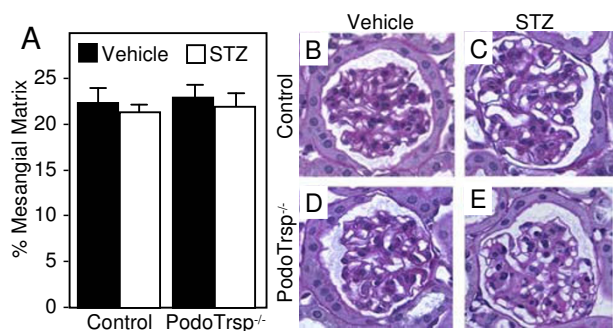 A
Vehicle STZ
% Mesangial Matrix
25
20
15
10
5
0
Control PodoTrsp-/-
Vehicle STZ
Control
B C
PodoTrsp-/-
D E